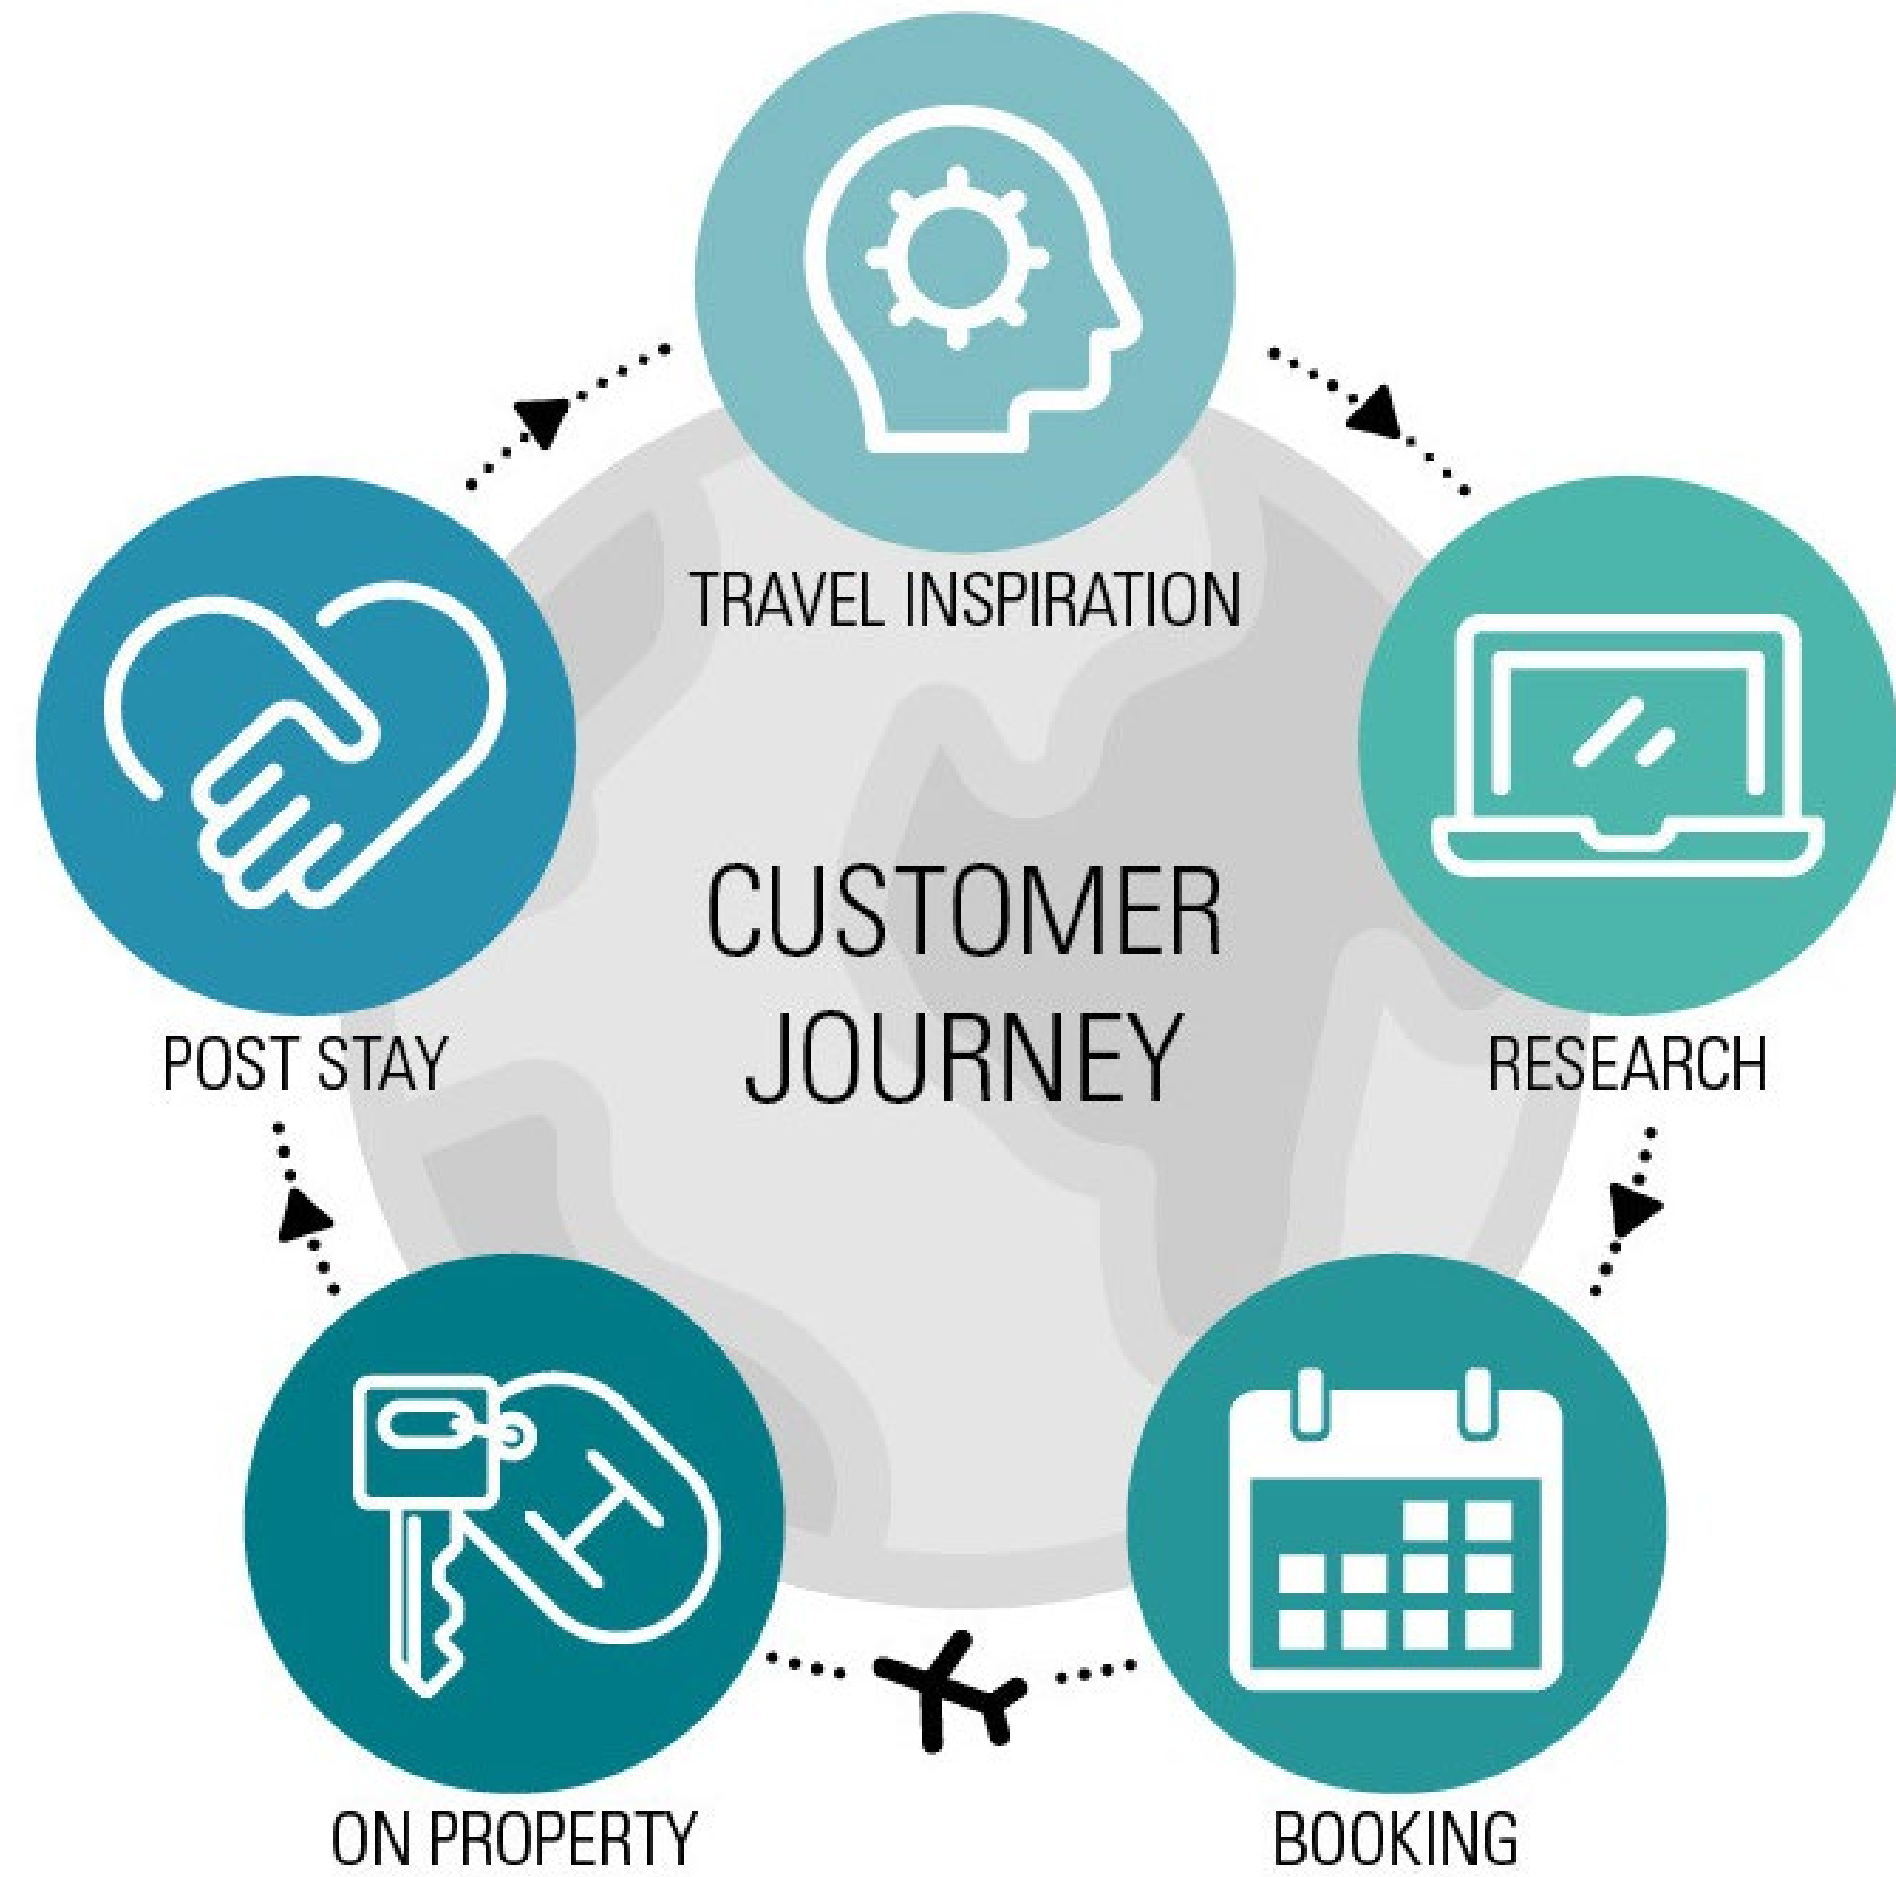 TRAVEL INSPIRATION
CUSTOMER
JOURNEY
POST STAY
RESEARCH
H
ON PROPERTY
BOOKING